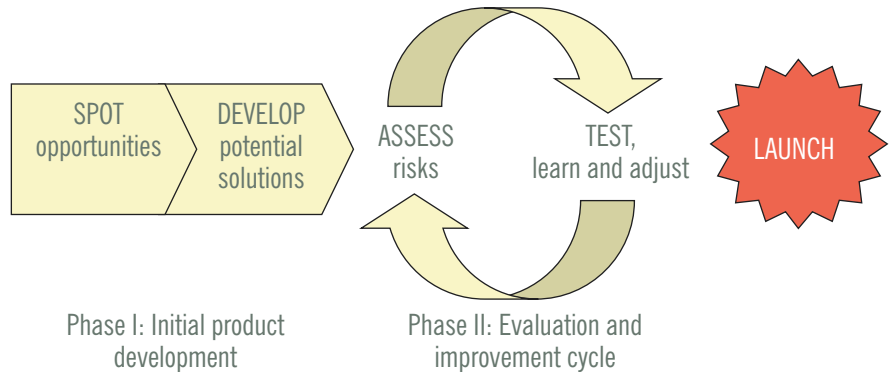 SPOT
opportunities
DEVELOP
potential
solutions
ASSESS
risks
TEST,
learn and adjust
LAUNCH
Phase I: Initial product
development
Phase II: Evaluation and
improvement cycle